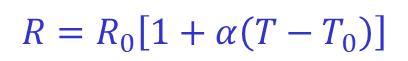 R = R₀[1 + α(T − T₀)]